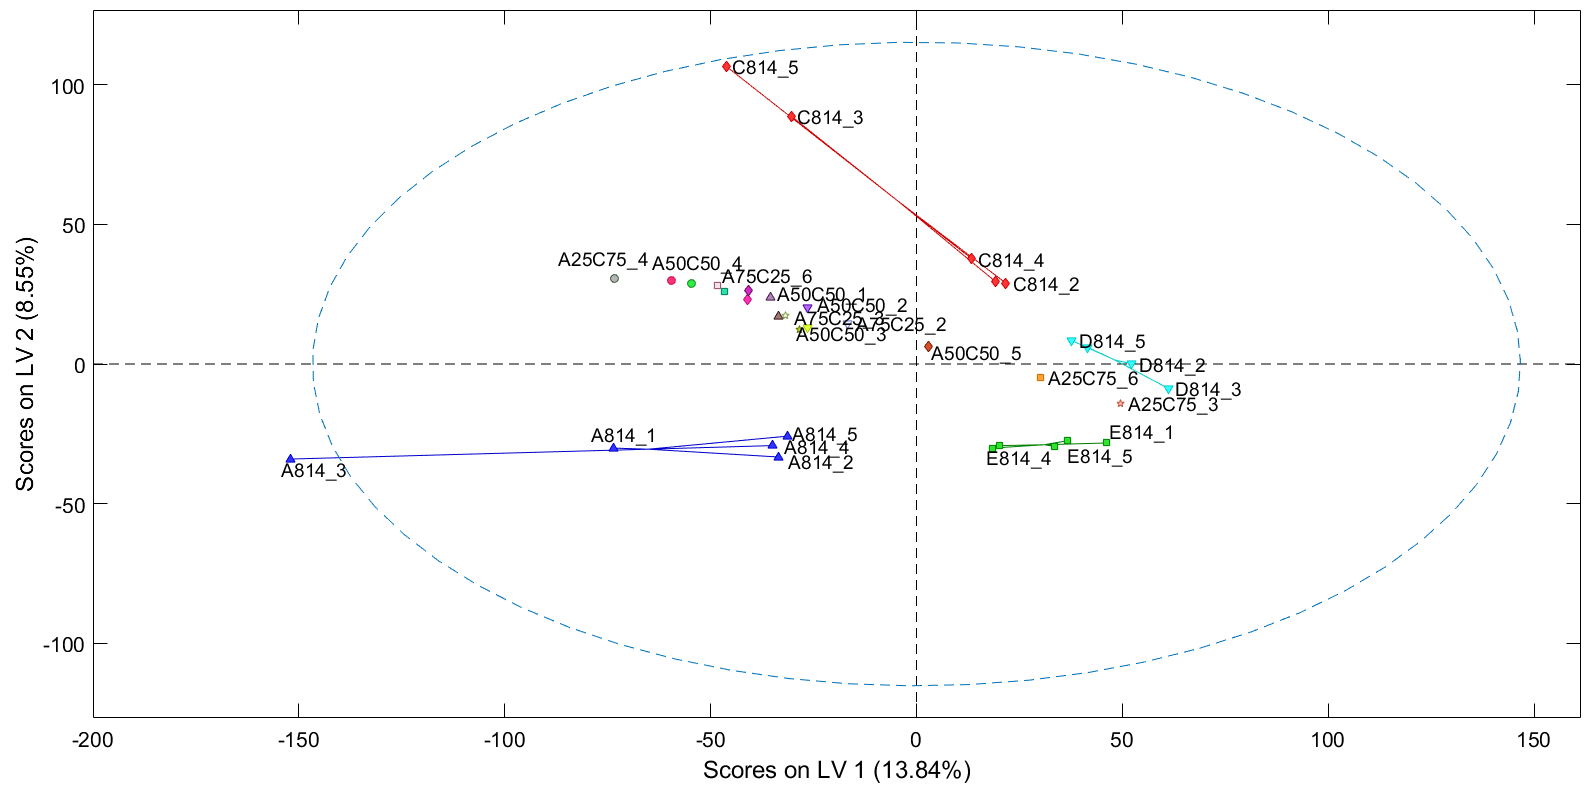 C814_5
100
C814_3
50
A25C75_4
A50C50_4
C814_4
A75C25_6
C814_2
A50C50_1
A50C50_2
A75C25_3
A75C25_2
A50C50_3
D814_5
A50C50_5
0
D814_2
A25C75_6
D814_3
A25C75_3
A814_1
A814_5
E814_1
A814_4
A814_2
E814_4
E814_5
A814_3
-50
-100
-200
-150
-100
-50
0
50
100
150
Scores on LV 1 (13.84%)
Scores on LV 2 (8.55%)